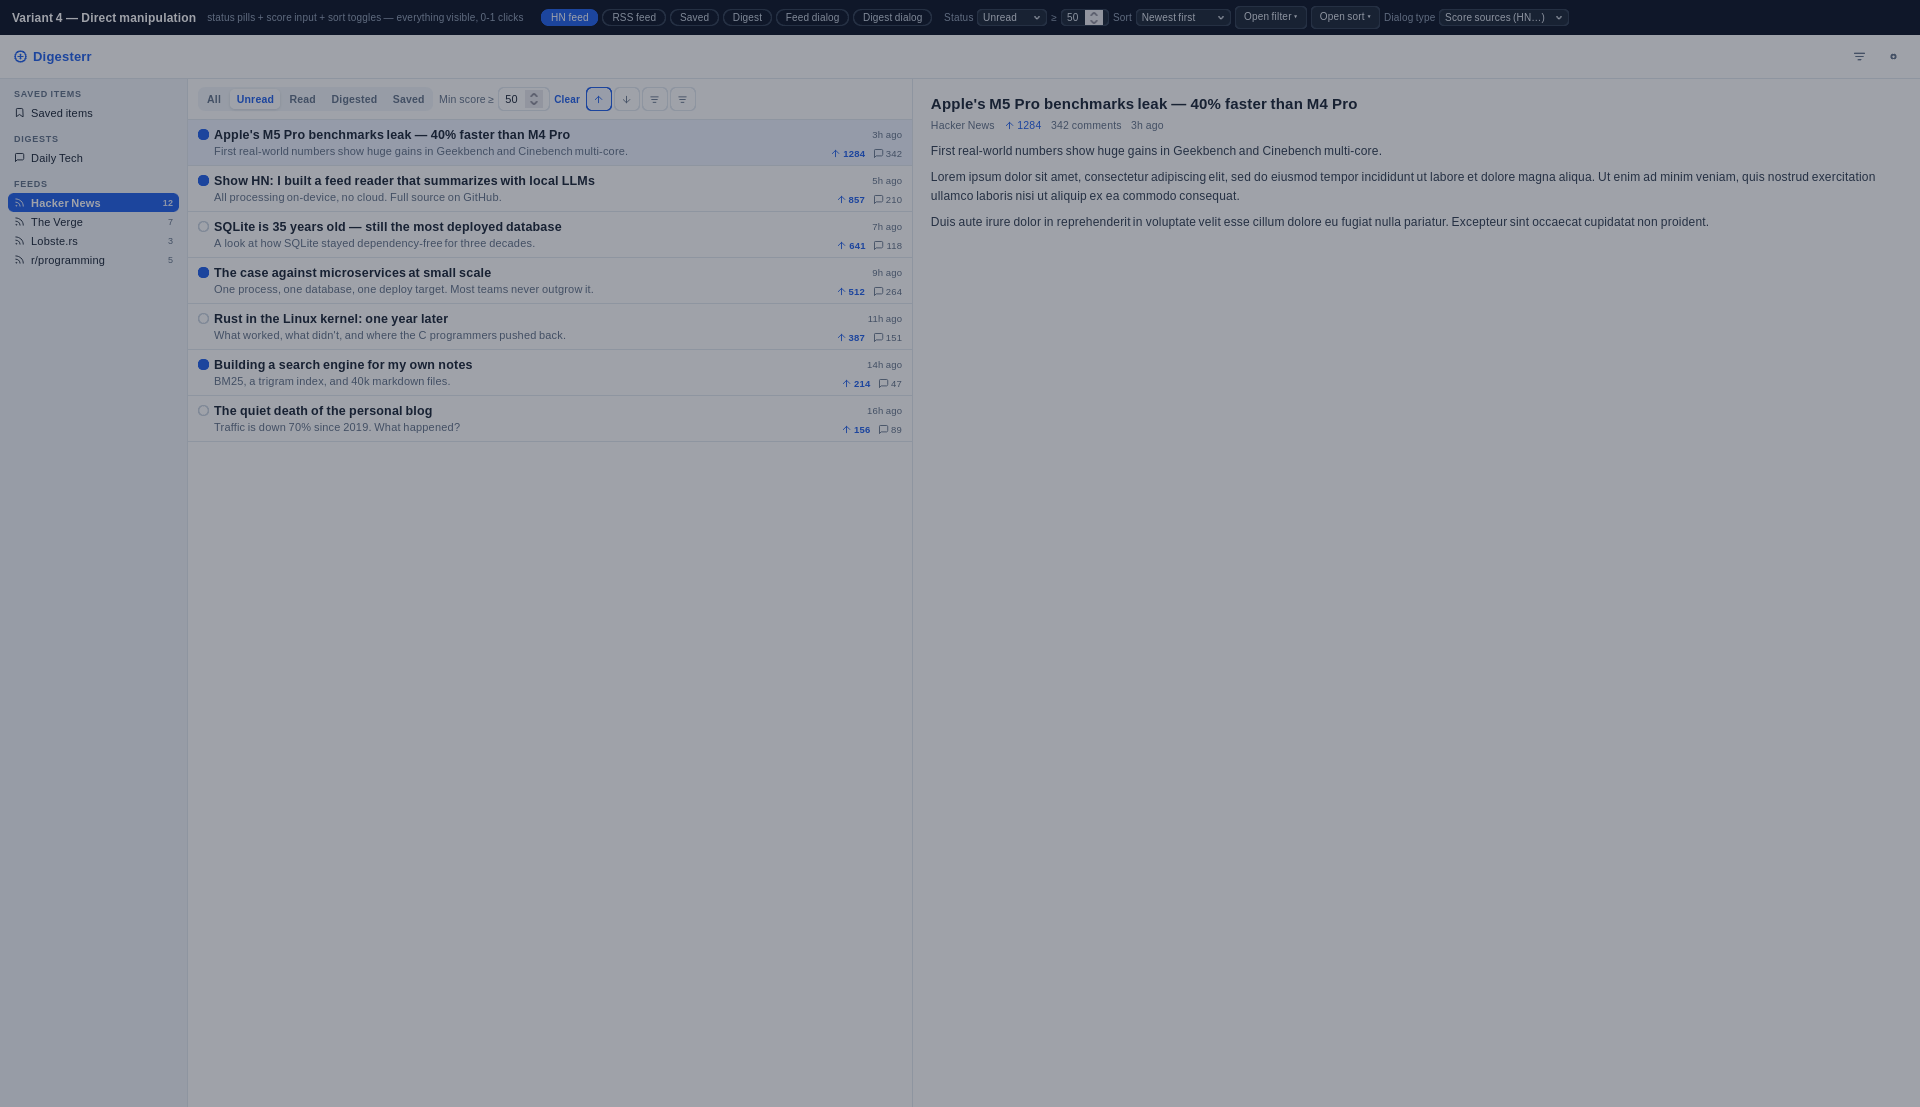 Variant 4 — Direct manipulation status pills + score input + sort toggles — everything visible, 0-1 clicks HN feed RSS feed Saved Digest Feed dialog Digest dialog Status Unread ≥ 50 Sort Newest first Open filter ▾ Open sort ▾ Dialog type Score sources (HN…)
Digesterr
SAVED ITEMS
Saved items
DIGESTS
Daily Tech
FEEDS
Hacker News 12
The Verge 7
Lobste.rs 3
r/programming 5
All Unread Read Digested Saved Min score ≥ 50 Clear
Apple's M5 Pro benchmarks leak — 40% faster than M4 Pro 3h ago
First real-world numbers show huge gains in Geekbench and Cinebench multi-core. 1284 342
Show HN: I built a feed reader that summarizes with local LLMs 5h ago
All processing on-device, no cloud. Full source on GitHub. 857 210
SQLite is 35 years old — still the most deployed database 7h ago
A look at how SQLite stayed dependency-free for three decades. 641 118
The case against microservices at small scale 9h ago
One process, one database, one deploy target. Most teams never outgrow it. 512 264
Rust in the Linux kernel: one year later 11h ago
What worked, what didn't, and where the C programmers pushed back. 387 151
Building a search engine for my own notes 14h ago
BM25, a trigram index, and 40k markdown files. 214 47
The quiet death of the personal blog 16h ago
Traffic is down 70% since 2019. What happened? 156 89
Apple's M5 Pro benchmarks leak — 40% faster than M4 Pro
Hacker News 1284 342 comments 3h ago
First real-world numbers show huge gains in Geekbench and Cinebench multi-core.
Lorem ipsum dolor sit amet, consectetur adipiscing elit, sed do eiusmod tempor incididunt ut labore et dolore magna aliqua. Ut enim ad minim veniam, quis nostrud exercitation
ullamco laboris nisi ut aliquip ex ea commodo consequat.
Duis aute irure dolor in reprehenderit in voluptate velit esse cillum dolore eu fugiat nulla pariatur. Excepteur sint occaecat cupidatat non proident.